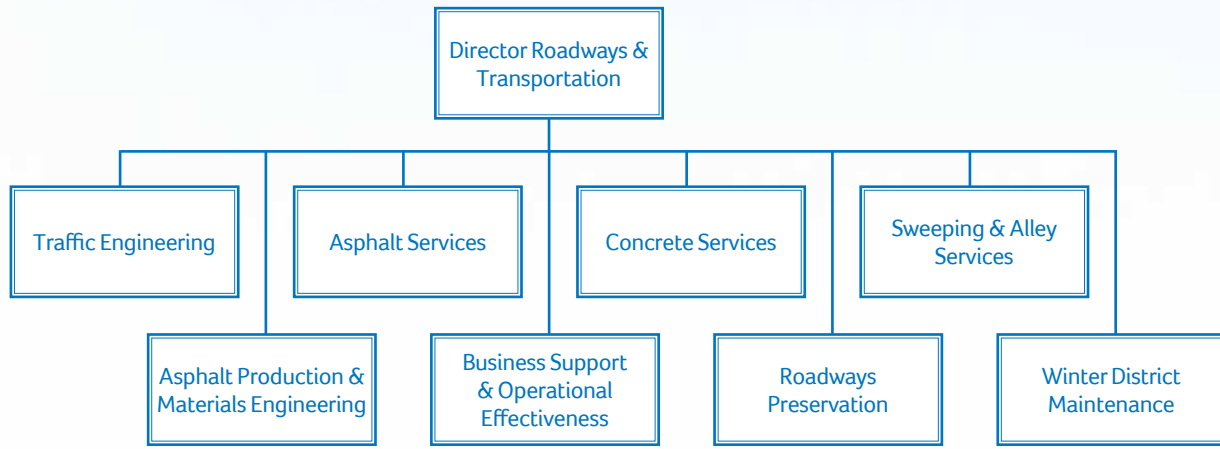 Director Roadways &
Transportation
Traffic Engineering
Asphalt Services
Concrete Services
Sweeping & Alley
Services
Asphalt Production &
Materials Engineering
Business Support
& Operational
Effectiveness
Roadways
Preservation
Winter District
Maintenance